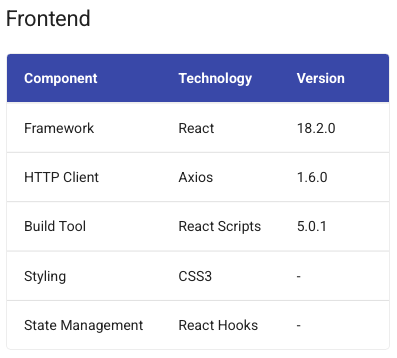 Frontend
Component Technology Version
Framework React 18.2.0
HTTP Client Axios 1.6.0
Build Tool React Scripts 5.0.1
Styling CSS3 -
State Management React Hooks -